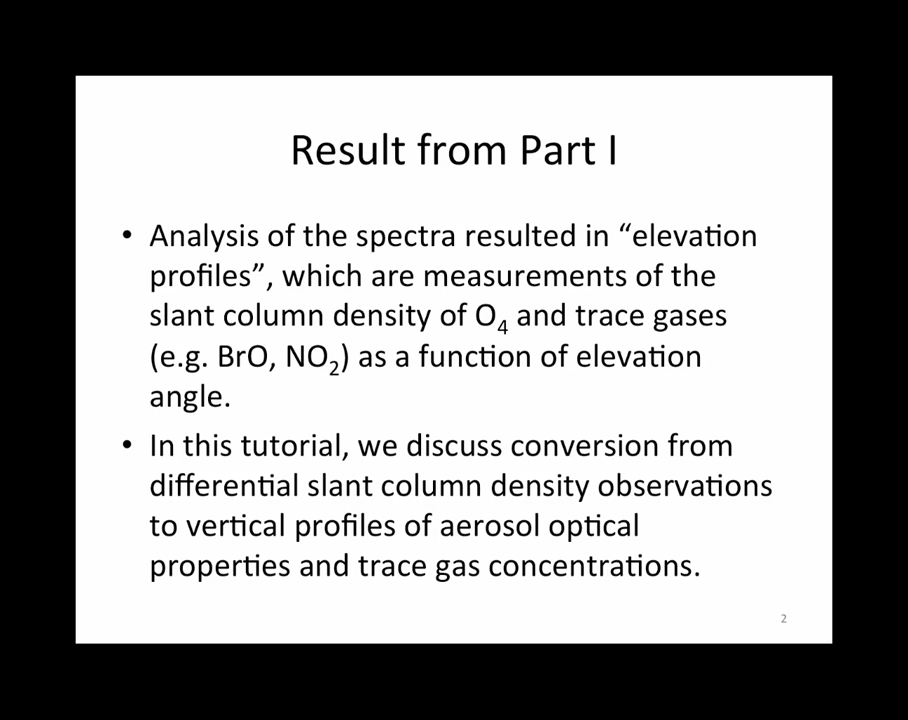 Result from Part I
• Analysis of the spectra resulted in “elevation
profiles”, which are measurements of the
slant column density of O₄ and trace gases
(e.g. BrO, NO₂) as a function of elevation
angle.
• In this tutorial, we discuss conversion from
differential slant column density observations
to vertical profiles of aerosol optical
properties and trace gas concentrations.
2